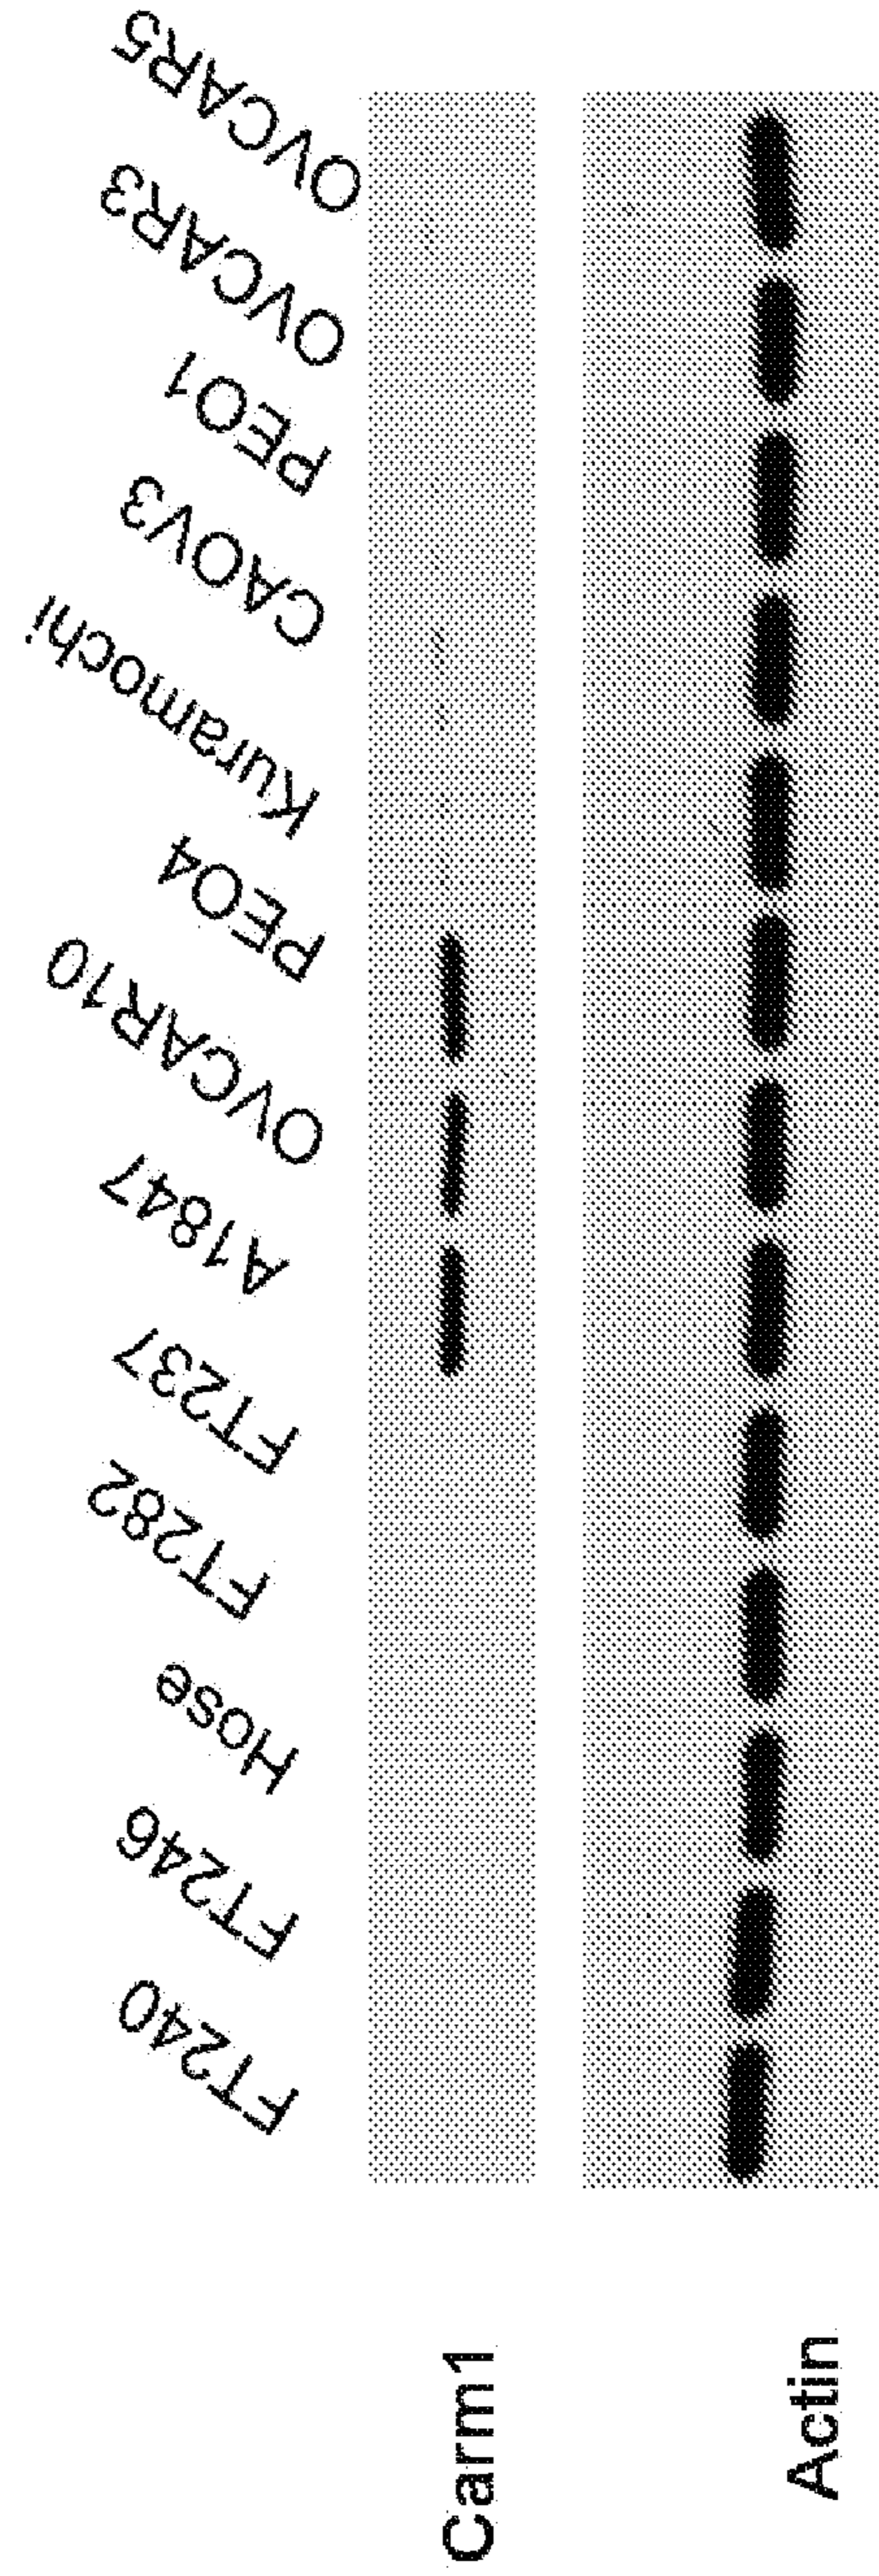 FT240
FT246
Hose
FT282
FT237
A1847
OVCAR10
PEO4
Kuramochi
CAOV3
PEO1
OVCAR3
OVCAR5
Carm1
Actin